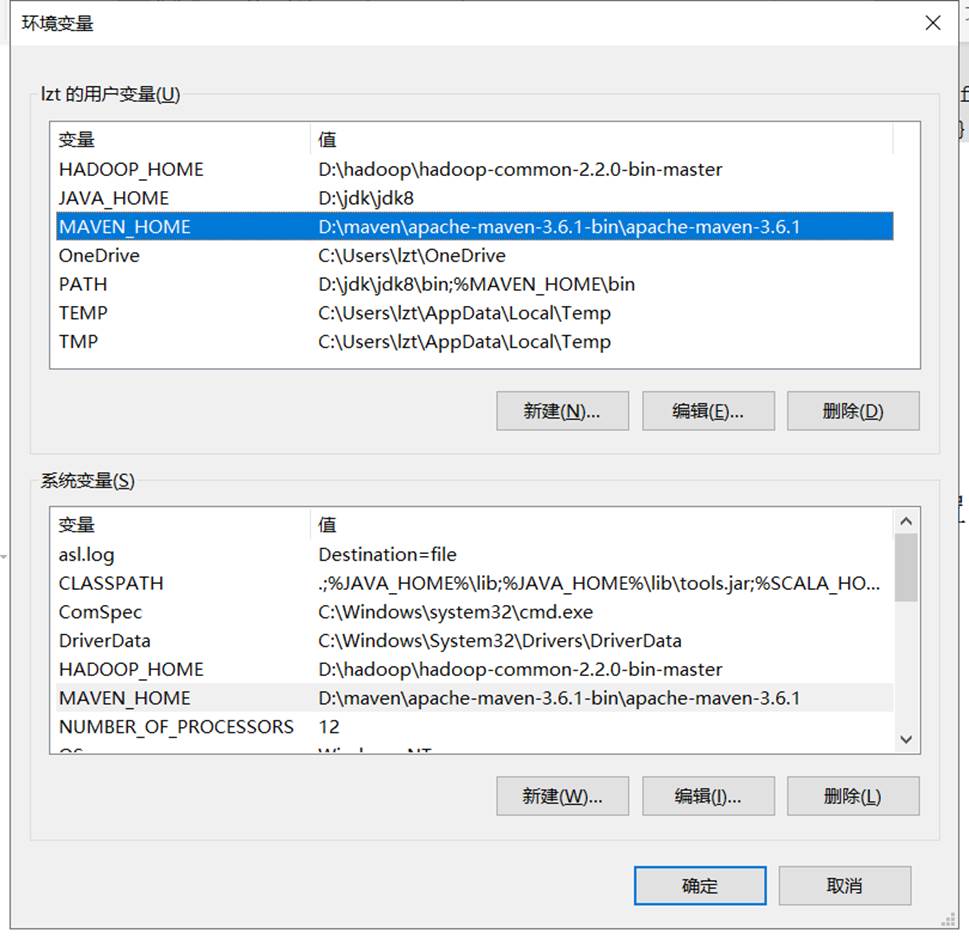 环境变量
lzt 的用户变量(U)
变量 值
HADOOP_HOME D:\hadoop\hadoop-common-2.2.0-bin-master
JAVA_HOME D:\jdk\jdk8
MAVEN_HOME D:\maven\apache-maven-3.6.1-bin\apache-maven-3.6.1
OneDrive C:\Users\lzt\OneDrive
PATH D:\jdk\jdk8\bin;%MAVEN_HOME\bin
TEMP C:\Users\lzt\AppData\Local\Temp
TMP C:\Users\lzt\AppData\Local\Temp
新建(N)... 编辑(E)... 删除(D)
系统变量(S)
变量 值
asl.log Destination=file
CLASSPATH .;%JAVA_HOME%\lib;%JAVA_HOME%\lib\tools.jar;%SCALA_HO...
ComSpec C:\Windows\system32\cmd.exe
DriverData C:\Windows\System32\Drivers\DriverData
HADOOP_HOME D:\hadoop\hadoop-common-2.2.0-bin-master
MAVEN_HOME D:\maven\apache-maven-3.6.1-bin\apache-maven-3.6.1
NUMBER_OF_PROCESSORS 12
新建(W)... 编辑(I)... 删除(L)
确定 取消